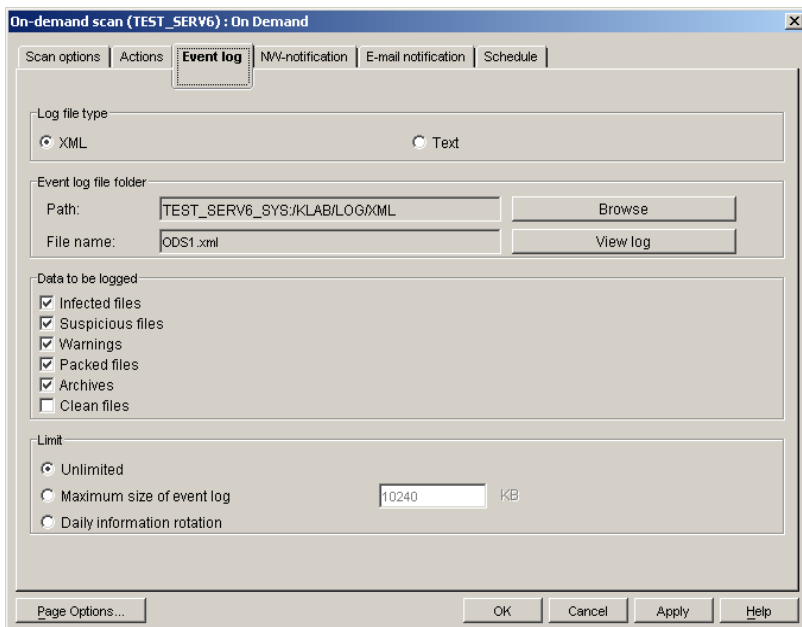 On-demand scan (TEST_SERV6) : On Demand
Scan options Actions Event log NW-notification E-mail notification Schedule
Log file type
XML Text
Event log file folder
Path: TEST_SERV6_SYS:/KLAB/LOG/XML Browse
File name: ODS1.xml View log
Data to be logged
Infected files
Suspicious files
Warnings
Packed files
Archives
Clean files
Limit
Unlimited
Maximum size of event log 10240 KB
Daily information rotation
Page Options... OK Cancel Apply Help